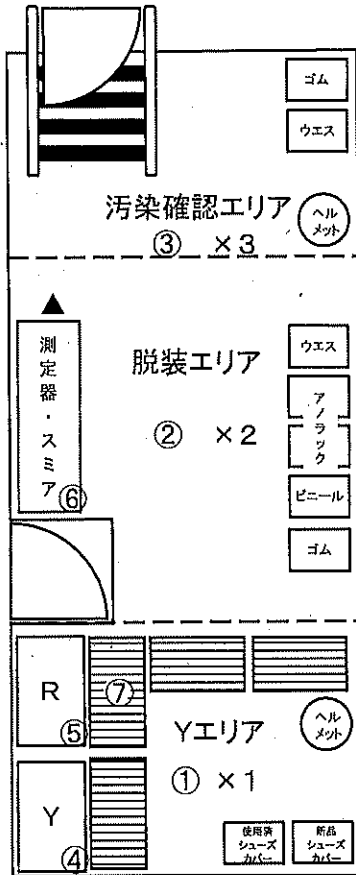 ゴム
ウエス
汚染確認エリア
ヘル
メット
③ ×3
▲
測定器・スミア
⑥
脱装エリア
② ×2
ウエス
アノラック
ビニール
ゴム
R
⑤
⑦
Yエリア
ヘル
メット
① ×1
Y
④
使用済
シューズ
カバー
新品
シューズ
カバー